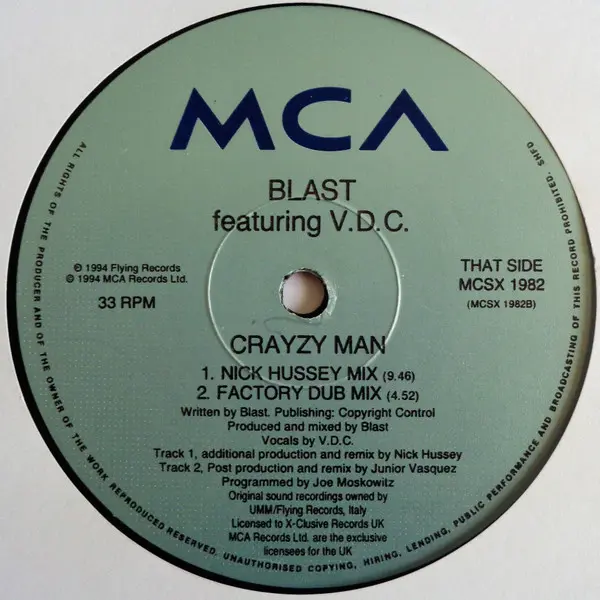 MCA
BLAST
featuring V.D.C.
℗ 1994 Flying Records
© 1994 MCA Records Ltd.
33 RPM
THAT SIDE
MCSX 1982
(MCSX 1982B)
CRAYZY MAN
1. NICK HUSSEY MIX (9.46)
2. FACTORY DUB MIX (4.52)
Written by Blast. Publishing: Copyright Control
Produced and mixed by Blast
Vocals by V.D.C.
Track 1, additional production and remix by Nick Hussey
Track 2, Post production and remix by Junior Vasquez
Programmed by Joe Moskowitz
Original sound recordings owned by
UMM/Flying Records, Italy
Licensed to X-Clusive Records UK
MCA Records Ltd. are the exclusive
licensees for the UK
ALL RIGHTS OF THE PRODUCER AND OF THE OWNER OF THE WORK REPRODUCED RESERVED. UNAUTHORISED COPYING, HIRING, LENDING, PUBLIC PERFORMANCE AND BROADCASTING OF THIS RECORD PROHIBITED. SHFD